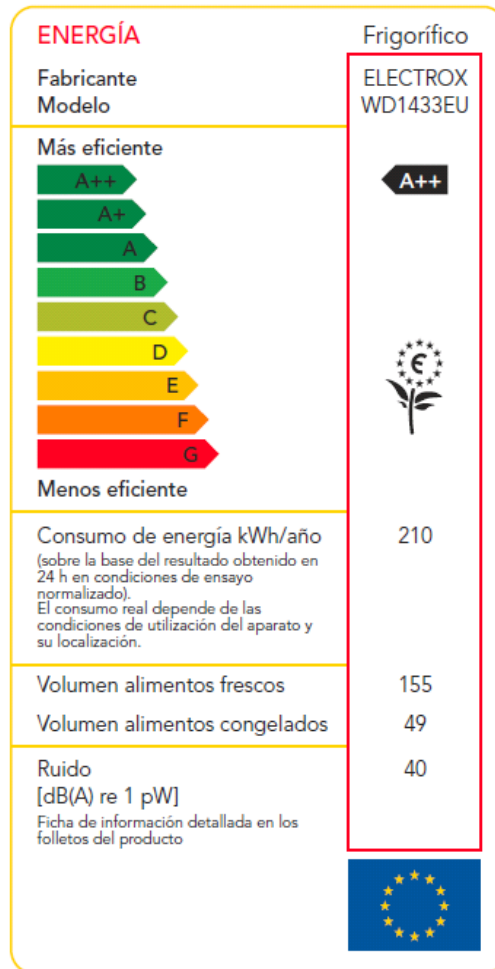 ENERGÍA Frigorífico
Fabricante ELECTROX
Modelo WD1433EU
Más eficiente
A++ A++
A+
A
B
C
D
E
F
G
Menos eficiente
Consumo de energía kWh/año 210
(sobre la base del resultado obtenido en
24 h en condiciones de ensayo
normalizado).
El consumo real depende de las
condiciones de utilización del aparato y
su localización.
Volumen alimentos frescos 155
Volumen alimentos congelados 49
Ruido 40
[dB(A) re 1 pW]
Ficha de información detallada en los
folletos del producto